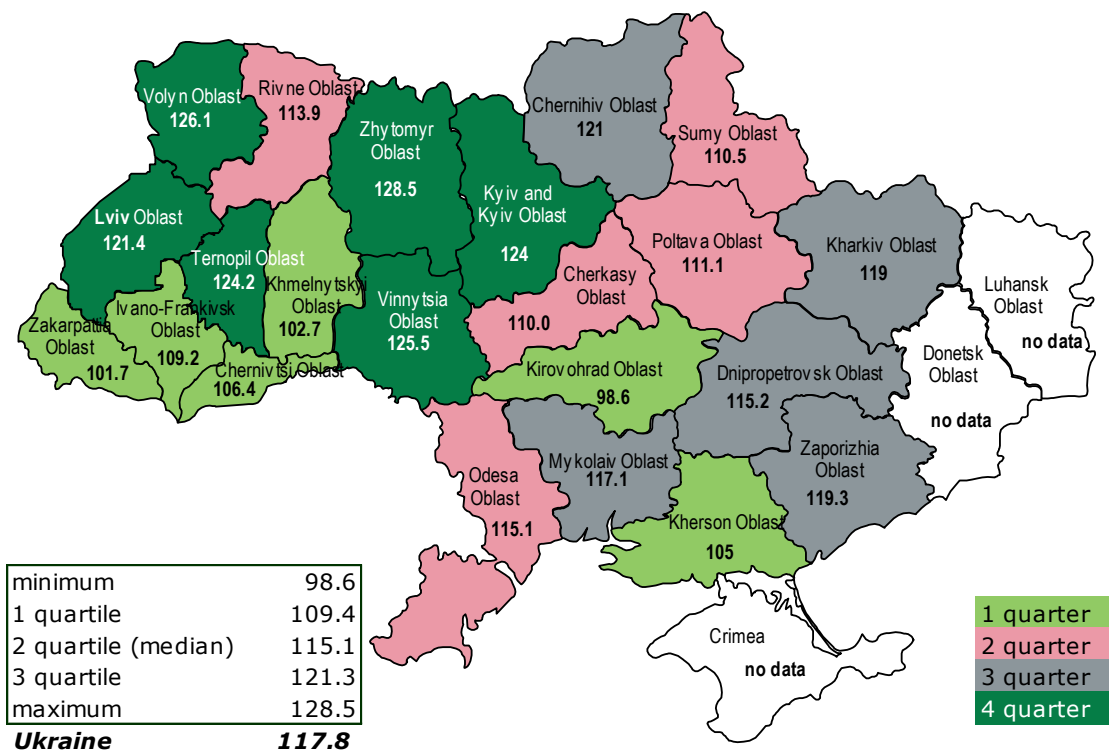 Volyn Oblast
126.1
Rivne Oblast
113.9
Zhytomyr
Oblast
128.5
Kyiv and
Kyiv Oblast
124
Chernihiv Oblast
121
Sumy Oblast
110.5
Lviv Oblast
121.4
Ternopil Oblast
124.2
Khmelnytskyi
Oblast
102.7
Vinnytsia
Oblast
125.5
Cherkasy
Oblast
110.0
Poltava Oblast
111.1
Kharkiv Oblast
119
Luhansk
Oblast
no data
Donetsk
Oblast
no data
Zakarpattia
Oblast
101.7
Ivano-Frankivsk
Oblast
109.2
Chernivtsi Oblast
106.4
Kirovohrad Oblast
98.6
Dnipropetrovsk Oblast
115.2
Zaporizhia
Oblast
119.3
Mykolaiv Oblast
117.1
Odesa
Oblast
115.1
Kherson Oblast
105
Crimea
no data
minimum 98.6
1 quartile 109.4
2 quartile (median) 115.1
3 quartile 121.3
maximum 128.5
Ukraine 117.8
1 quarter
2 quarter
3 quarter
4 quarter